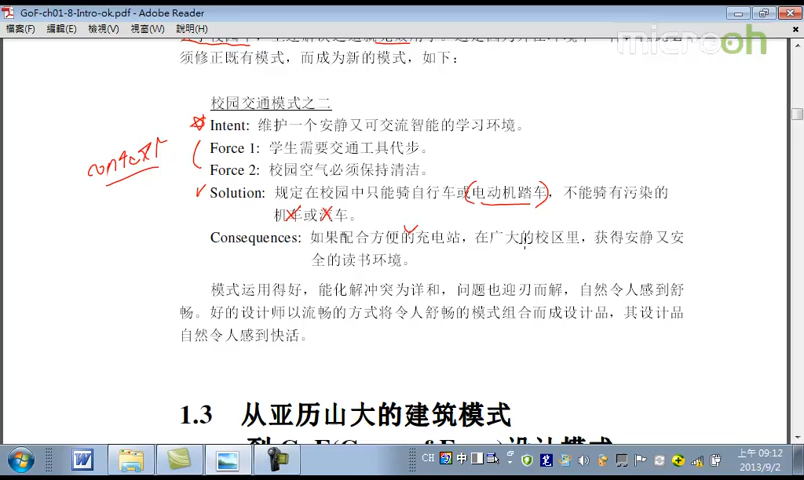 GoF-ch01-8-Intro-ok.pdf - Adobe Reader
檔案(F) 編輯(E) 檢視(V) 視窗(W) 說明(H)
microoh
须修正既有模式，而成为新的模式，如下：
校园交通模式之二
Intent: 维护一个安静又可交流智能的学习环境。
context
Force 1: 学生需要交通工具代步。
Force 2: 校园空气必须保持清洁。
Solution: 规定在校园中只能骑自行车或电动机踏车，不能骑有污染的
机车或汽车。
Consequences: 如果配合方便的充电站，在广大的校区里，获得安静又安
全的读书环境。
模式运用得好，能化解冲突为详和，问题也迎刃而解，自然令人感到舒
畅。好的设计师以流畅的方式将令人舒畅的模式组合而成设计品，其设计品
自然令人感到快活。
1.3 从亚历山大的建筑模式
CH 中
上午 09:12
2013/9/2